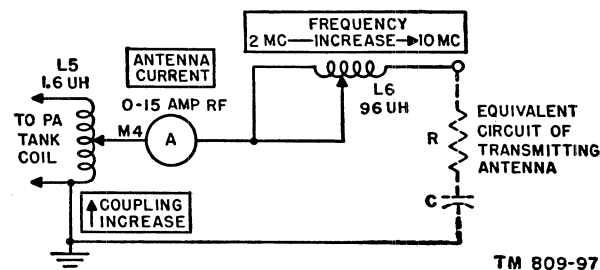 FREQUENCY
2 MC—INCREASE→10 MC
ANTENNA
CURRENT
L5
1.6 UH
0-15 AMP RF
L6
96 UH
TO PA
TANK
COIL
M4
A
R
EQUIVALENT
CIRCUIT OF
TRANSMITTING
ANTENNA
C
COUPLING
INCREASE
TM 809-97